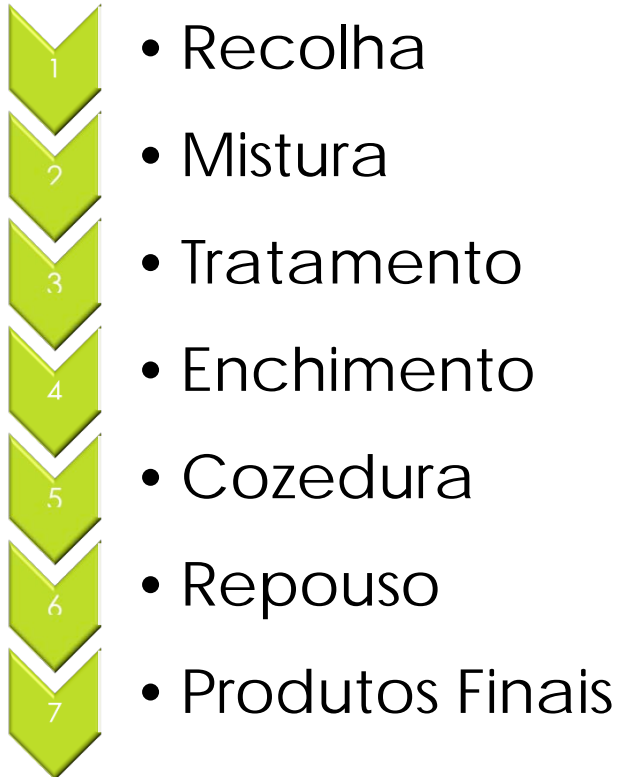 1 • Recolha
2 • Mistura
3 • Tratamento
4 • Enchimento
5 • Cozedura
6 • Repouso
7 • Produtos Finais